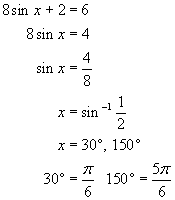 8 sin x + 2 = 6
8 sin x = 4
sin x = 4/8
x = sin⁻¹ 1/2
x = 30°, 150°
30° = π/6   150° = 5π/6